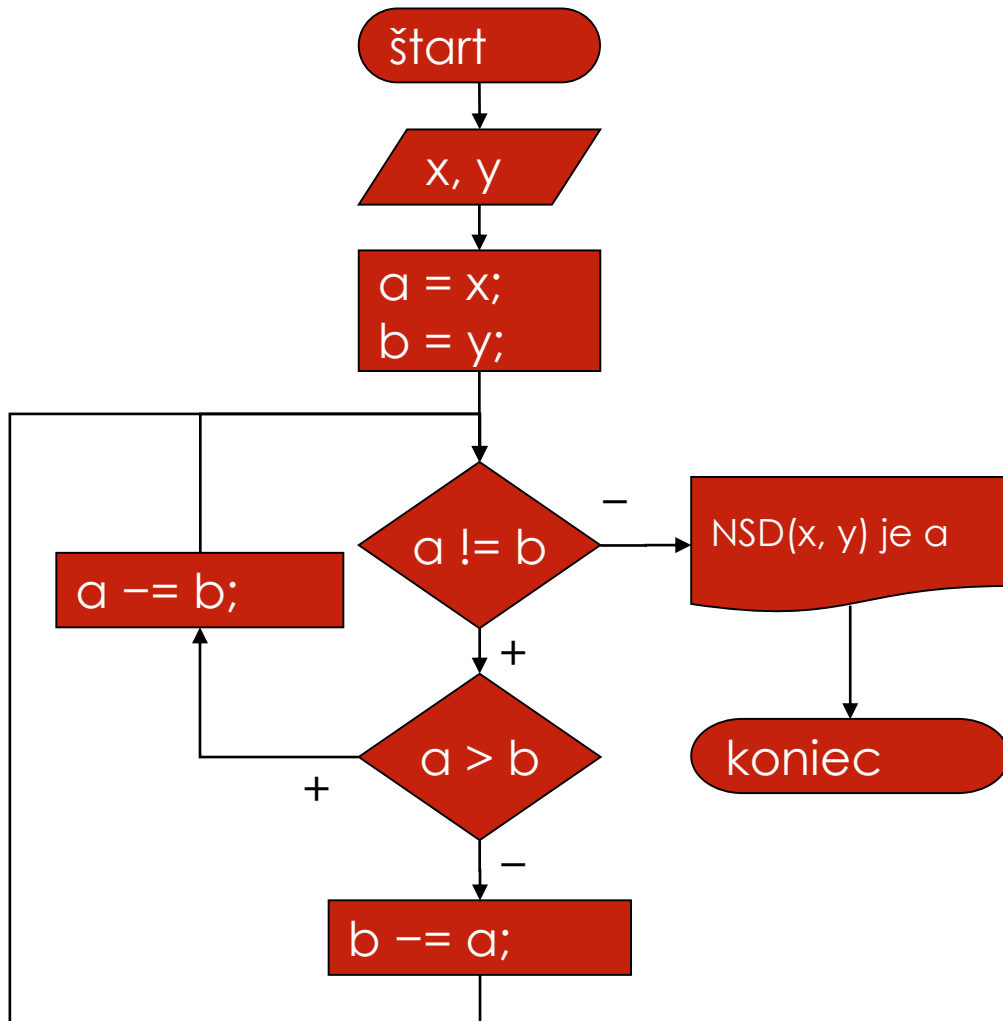 štart
x, y
a = x;
b = y;
a != b
−
NSD(x, y) je a
a −= b;
+
a > b
koniec
+
−
b −= a;